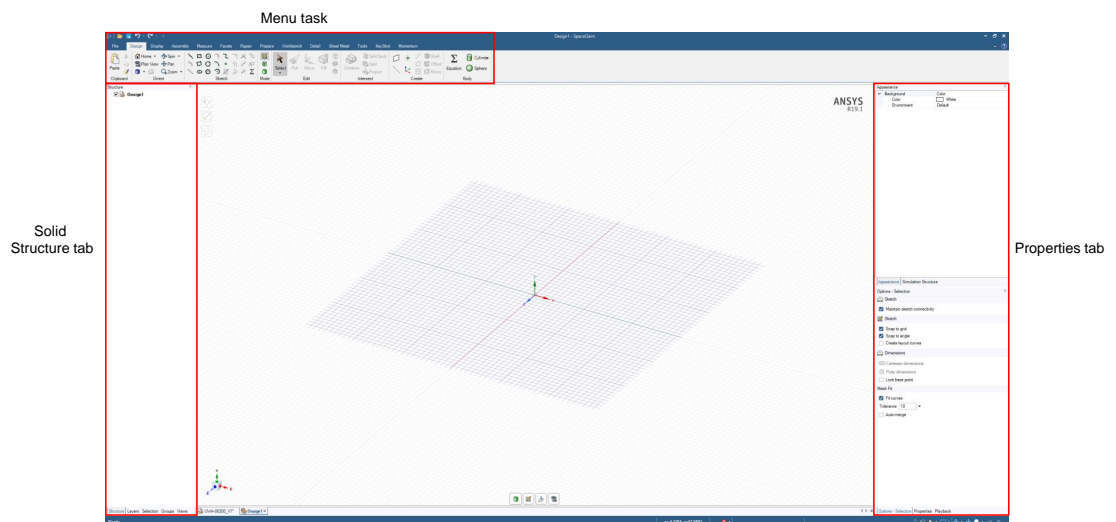 Menu task
Design1 - SpaceClaim
File Design Display Assembly Measure Facets Repair Prepare Workbench Detail Sheet Metal Tools KeyShot Momentum
Home Spin Split Body Cylinder
Paste Plan View Pan Select Pull Move Fill Combine Split Equation Sphere
Zoom Project
Clipboard Orient Sketch Mode Edit Intersect Create Body
Structure
Design1
Appearance
Background Color
Color White
Environment Default
ANSYS
R19.1
Solid
Structure tab
Properties tab
Appearance Simulation Structure
Options - Selection
Sketch
Maintain sketch connectivity
Sketch
Snap to grid
Snap to angle
Create layout curves
Dimensions
Cartesian dimensions
Polar dimensions
Lock base point
Mesh Fit
Fit curves
Tolerance 10
Auto merge
Structure Layers Selection Groups Views
Design1
Options - Selection Properties Playback